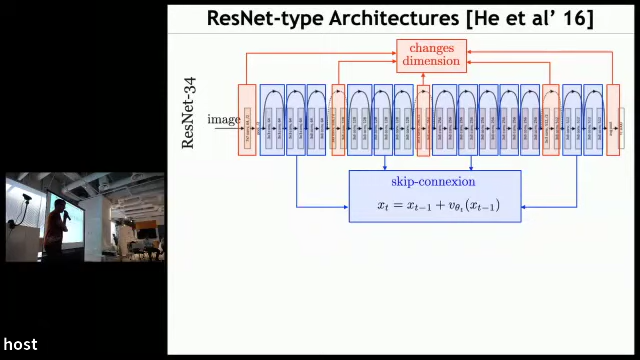 ResNet-type Architectures [He et al' 16]
changes
dimension
ResNet-34
image
skip-connexion
x_t = x_{t-1} + v_{θ_t}(x_{t-1})
host